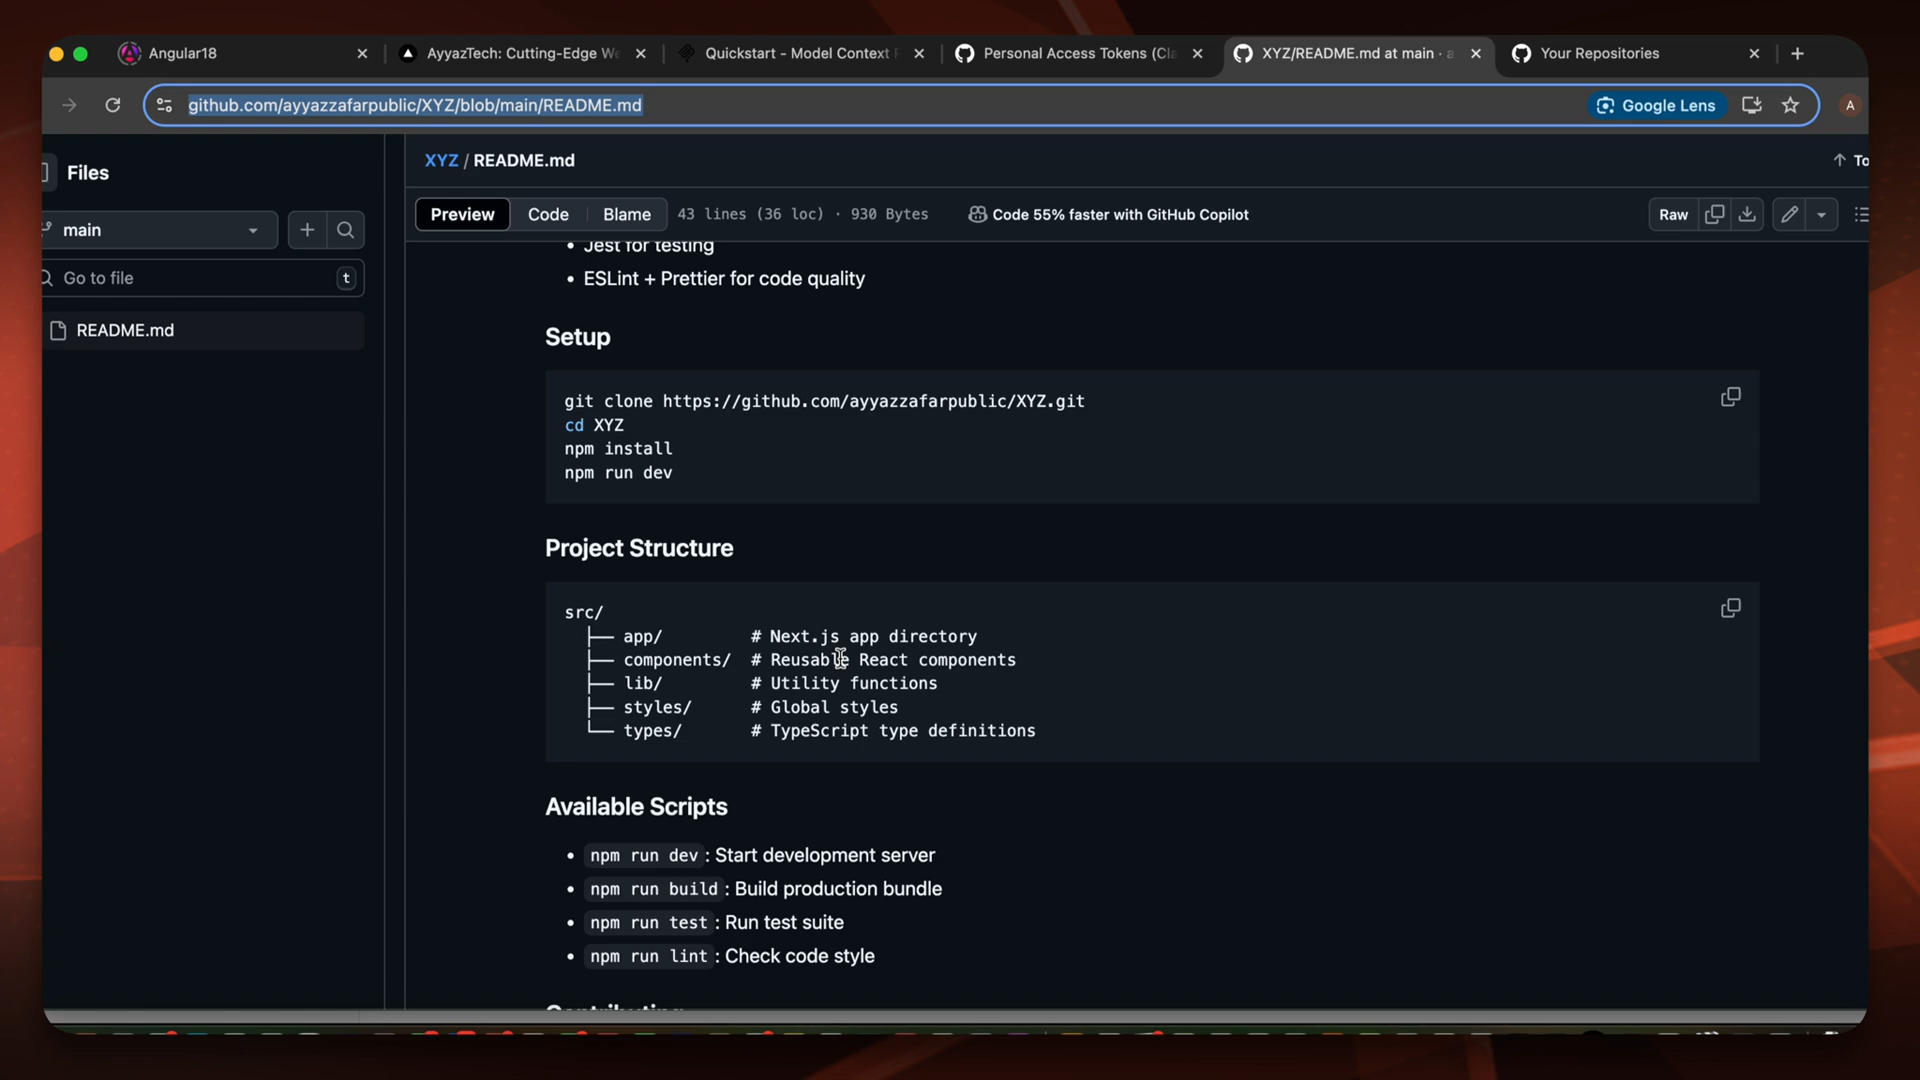 Angular18
AyyazTech: Cutting-Edge We
Quickstart - Model Context
Personal Access Tokens (Cla
XYZ/README.md at main ·
Your Repositories
github.com/ayyazzafarpublic/XYZ/blob/main/README.md
Google Lens
A
Files
XYZ / README.md
↑ To
main
Preview
Code
Blame
43 lines (36 loc) · 930 Bytes
Code 55% faster with GitHub Copilot
Raw
Go to file
t
README.md
• Jest for testing
• ESLint + Prettier for code quality
Setup
git clone https://github.com/ayyazzafarpublic/XYZ.git
cd XYZ
npm install
npm run dev
Project Structure
src/
├── app/ # Next.js app directory
├── components/ # Reusable React components
├── lib/ # Utility functions
├── styles/ # Global styles
└── types/ # TypeScript type definitions
Available Scripts
• npm run dev : Start development server
• npm run build : Build production bundle
• npm run test : Run test suite
• npm run lint : Check code style
Contributing